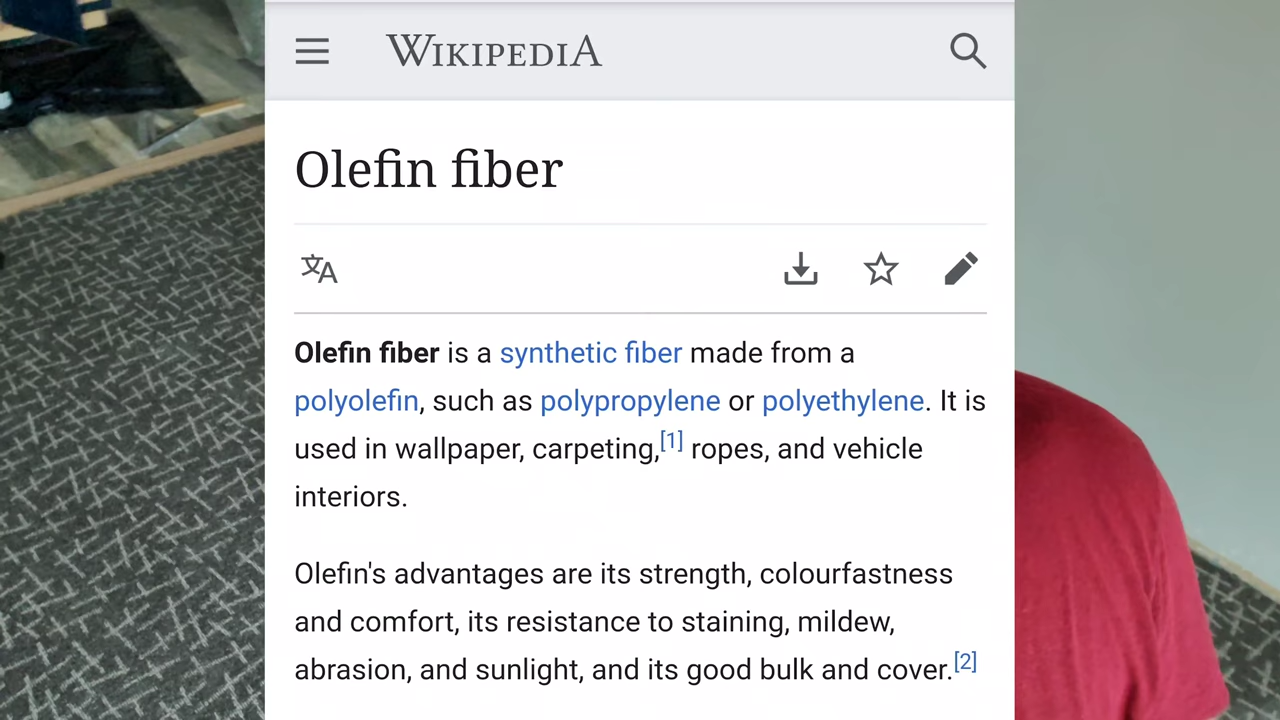 WIKIPEDIA
Olefin fiber
Olefin fiber is a synthetic fiber made from a
polyolefin, such as polypropylene or polyethylene. It is
used in wallpaper, carpeting,[1] ropes, and vehicle
interiors.
Olefin's advantages are its strength, colourfastness
and comfort, its resistance to staining, mildew,
abrasion, and sunlight, and its good bulk and cover.[2]